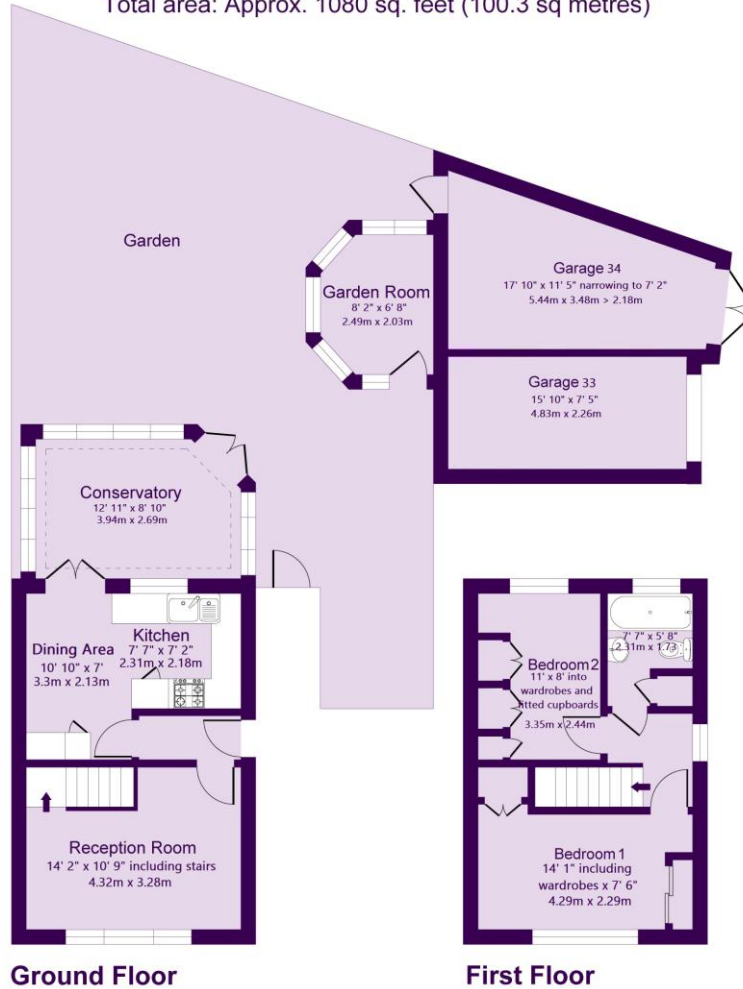 Total area: Approx. 1080 sq. feet (100.3 sq metres)
Garden
Garden Room
8' 2" x 6' 8"
2.49m x 2.03m
Garage 34
17' 10" x 11' 5" narrowing to 7' 2"
5.44m x 3.48m > 2.18m
Garage 33
15' 10" x 7' 5"
4.83m x 2.26m
Conservatory
12' 11" x 8' 10"
3.94m x 2.69m
Dining Area
10' 10" x 7'
3.3m x 2.13m
Kitchen
7' 7" x 7' 2"
2.31m x 2.18m
Reception Room
14' 2" x 10' 9" including stairs
4.32m x 3.28m
7' 7" x 5' 8"
2.31m x 1.73
Bedroom 2
11' x 8' into
wardrobes and
fitted cupboards
3.35m x 2.44m
Bedroom 1
14' 1" including
wardrobes x 7' 6"
4.29m x 2.29m
Ground Floor
First Floor